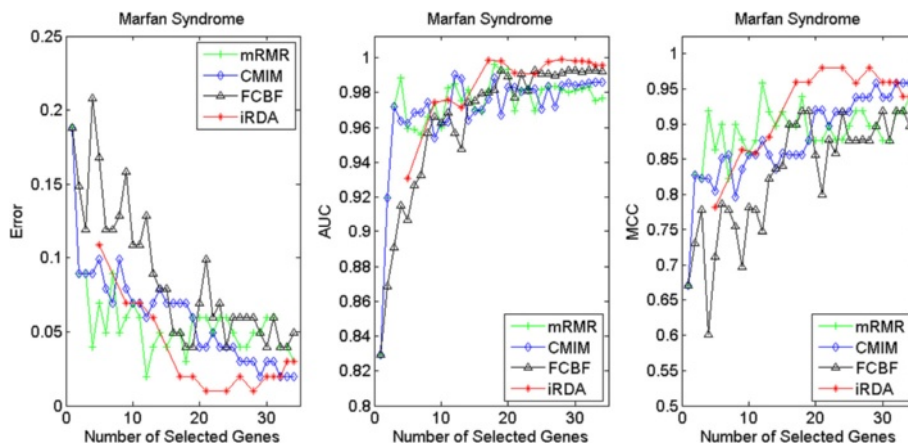 Marfan Syndrome
0.25
0.2
0.15
0.1
0.05
0
Error
0 10 20 30
Number of Selected Genes
mRMR
CMIM
FCBF
iRDA
Marfan Syndrome
1
0.98
0.96
0.94
0.92
0.9
0.88
0.86
0.84
0.82
0.8
AUC
0 10 20 30
Number of Selected Genes
mRMR
CMIM
FCBF
iRDA
Marfan Syndrome
1
0.95
0.9
0.85
0.8
0.75
0.7
0.65
0.6
0.55
0.5
MCC
0 10 20 30
Number of Selected Genes
mRMR
CMIM
FCBF
iRDA